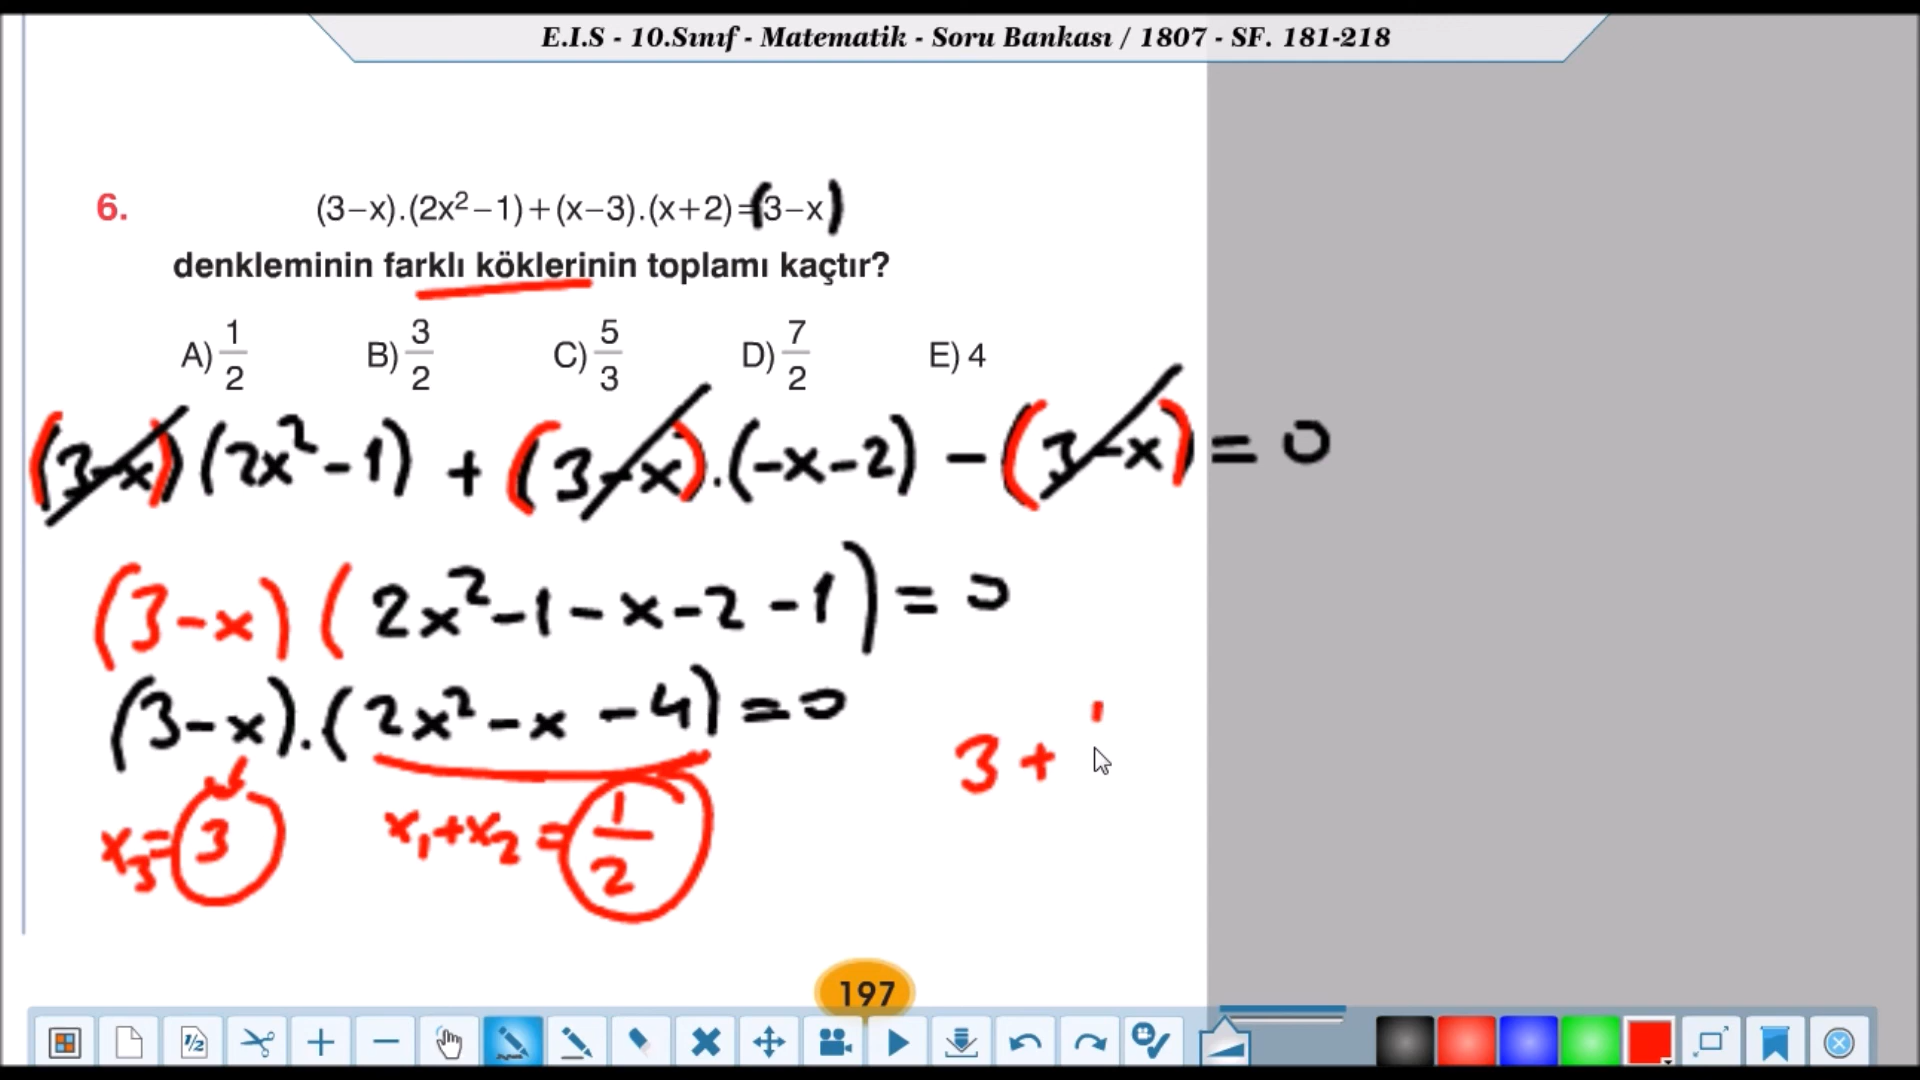 E.I.S - 10.Sınıf - Matematik - Soru Bankası / 1807 - SF. 181-218
6. (3-x).(2x²-1)+(x-3).(x+2)=(3-x)
denkleminin farklı köklerinin toplamı kaçtır?
A) 1/2 B) 3/2 C) 5/3 D) 7/2 E) 4
(3-x)(2x²-1) + (3-x).(-x-2) - (3-x) = 0
(3-x)(2x²-1-x-2-1) = 0
(3-x).(2x²-x-4) = 0
3 +
x₃=3 x₁+x₂=1/2
197
1/2